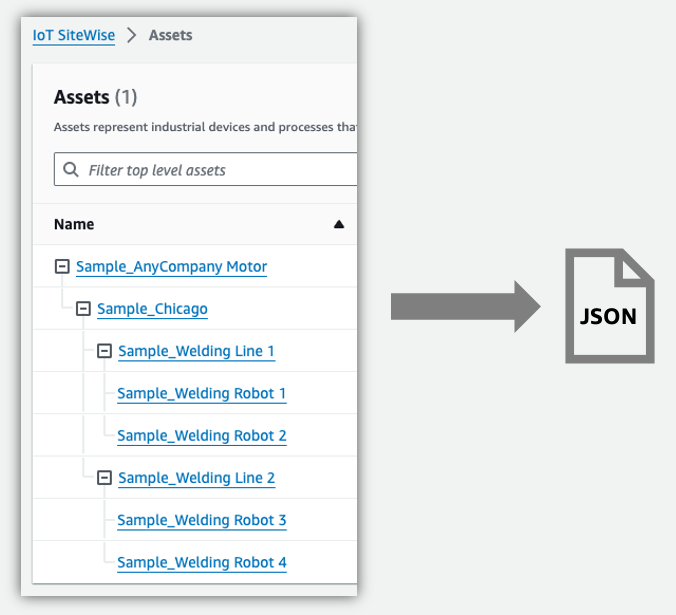 IoT SiteWise > Assets
Assets (1)
Assets represent industrial devices and processes tha
Filter top level assets
Name
Sample_AnyCompany Motor
Sample_Chicago
Sample_Welding Line 1
Sample_Welding Robot 1
Sample_Welding Robot 2
Sample_Welding Line 2
Sample_Welding Robot 3
Sample_Welding Robot 4
JSON